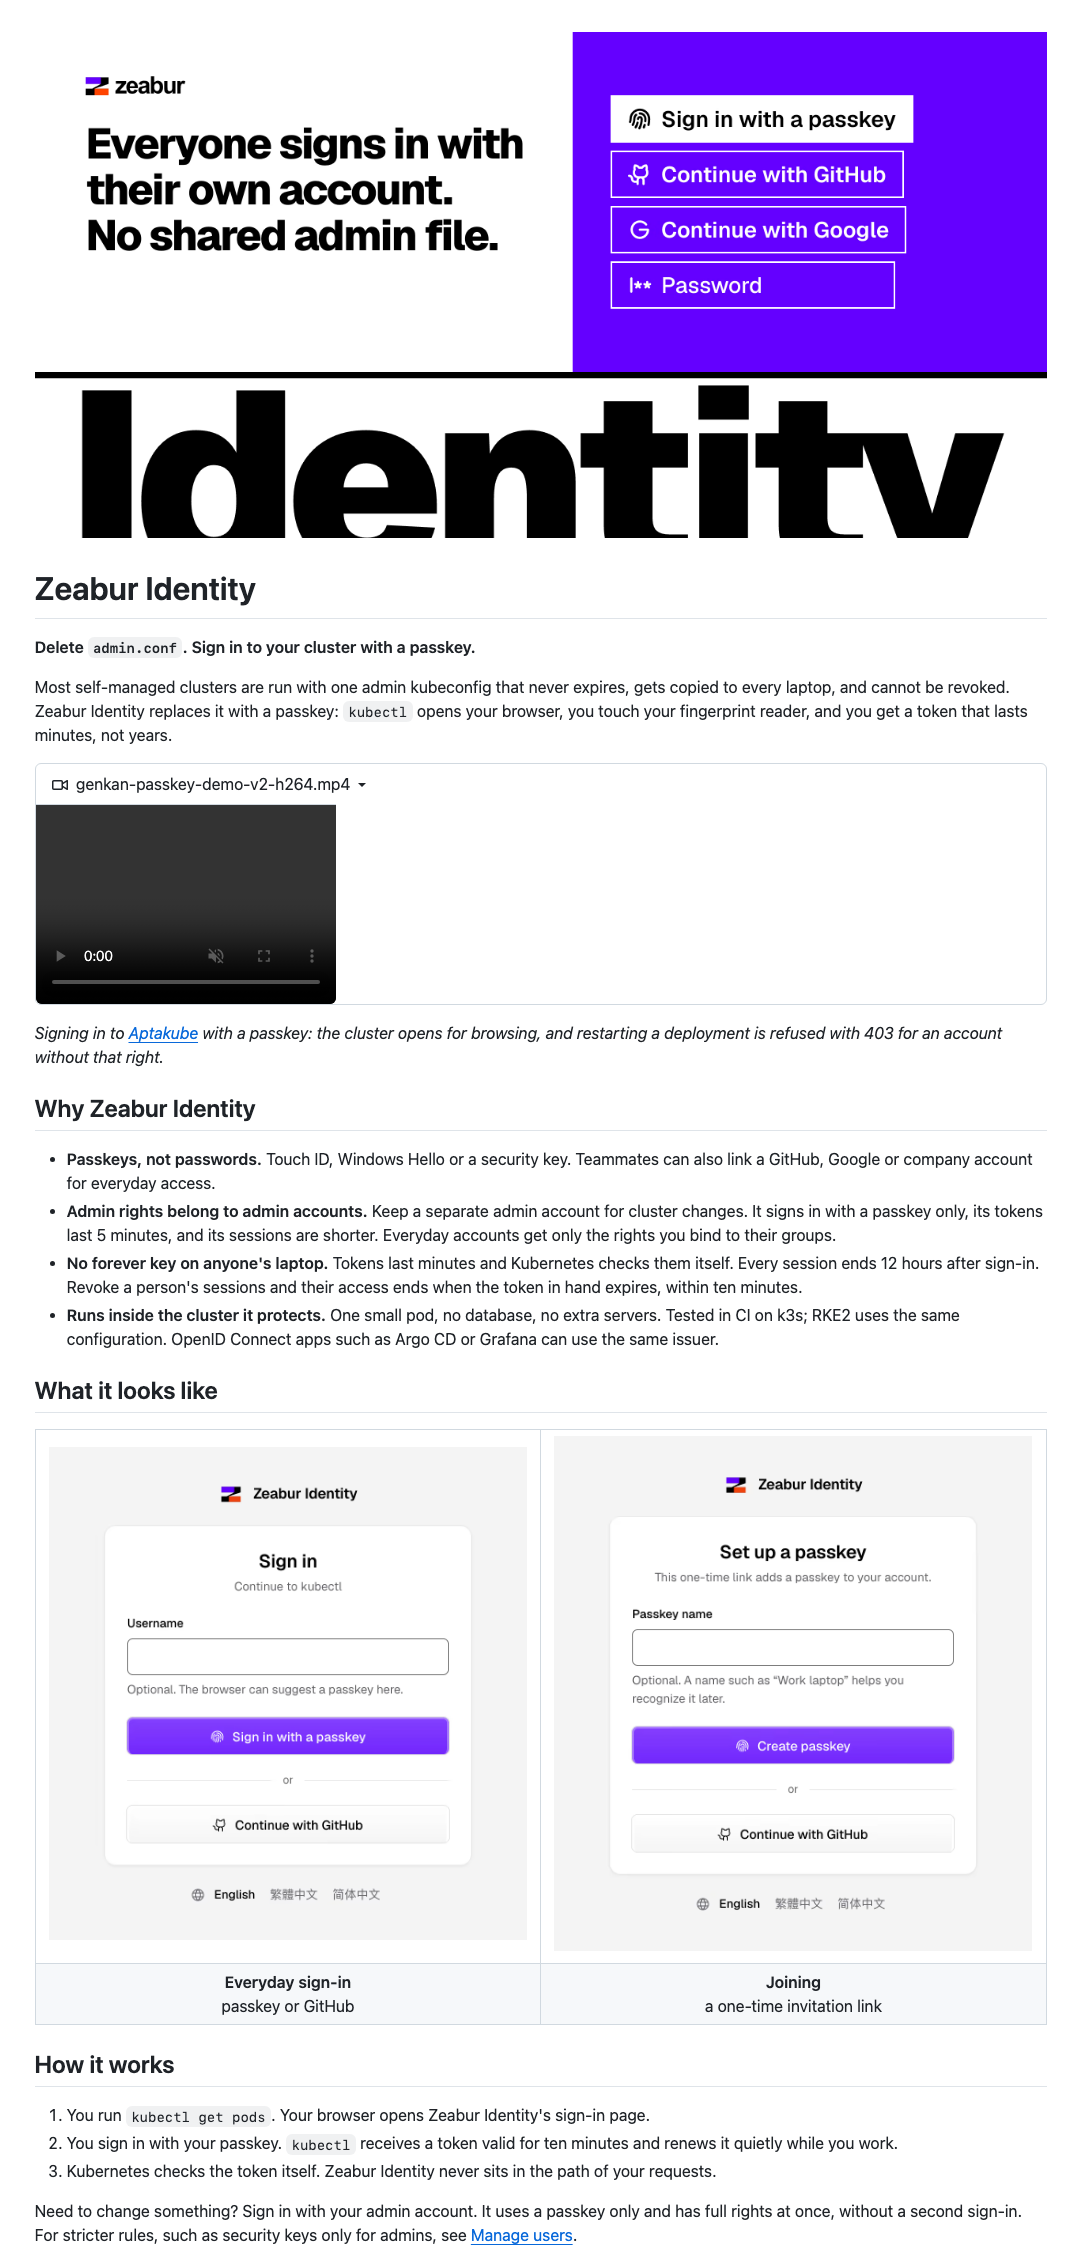 zeabur
Everyone signs in with
their own account.
No shared admin file.
Sign in with a passkey
Continue with GitHub
Continue with Google
Password
Identity
Zeabur Identity
Delete admin.conf. Sign in to your cluster with a passkey.
Most self-managed clusters are run with one admin kubeconfig that never expires, gets copied to every laptop, and cannot be revoked.
Zeabur Identity replaces it with a passkey: kubectl opens your browser, you touch your fingerprint reader, and you get a token that lasts
minutes, not years.
genkan-passkey-demo-v2-h264.mp4
0:00
Signing in to Aptakube with a passkey: the cluster opens for browsing, and restarting a deployment is refused with 403 for an account
without that right.
Why Zeabur Identity
• Passkeys, not passwords. Touch ID, Windows Hello or a security key. Teammates can also link a GitHub, Google or company account
for everyday access.
• Admin rights belong to admin accounts. Keep a separate admin account for cluster changes. It signs in with a passkey only, its tokens
last 5 minutes, and its sessions are shorter. Everyday accounts get only the rights you bind to their groups.
• No forever key on anyone's laptop. Tokens last minutes and Kubernetes checks them itself. Every session ends 12 hours after sign-in.
Revoke a person's sessions and their access ends when the token in hand expires, within ten minutes.
• Runs inside the cluster it protects. One small pod, no database, no extra servers. Tested in CI on k3s; RKE2 uses the same
configuration. OpenID Connect apps such as Argo CD or Grafana can use the same issuer.
What it looks like
Zeabur Identity
Sign in
Continue to kubectl
Username
Optional. The browser can suggest a passkey here.
Sign in with a passkey
or
Continue with GitHub
English 繁體中文 简体中文
Zeabur Identity
Set up a passkey
This one-time link adds a passkey to your account.
Passkey name
Optional. A name such as “Work laptop” helps you
recognize it later.
Create passkey
or
Continue with GitHub
English 繁體中文 简体中文
Everyday sign-in
passkey or GitHub
Joining
a one-time invitation link
How it works
1. You run kubectl get pods. Your browser opens Zeabur Identity's sign-in page.
2. You sign in with your passkey. kubectl receives a token valid for ten minutes and renews it quietly while you work.
3. Kubernetes checks the token itself. Zeabur Identity never sits in the path of your requests.
Need to change something? Sign in with your admin account. It uses a passkey only and has full rights at once, without a second sign-in.
For stricter rules, such as security keys only for admins, see Manage users.